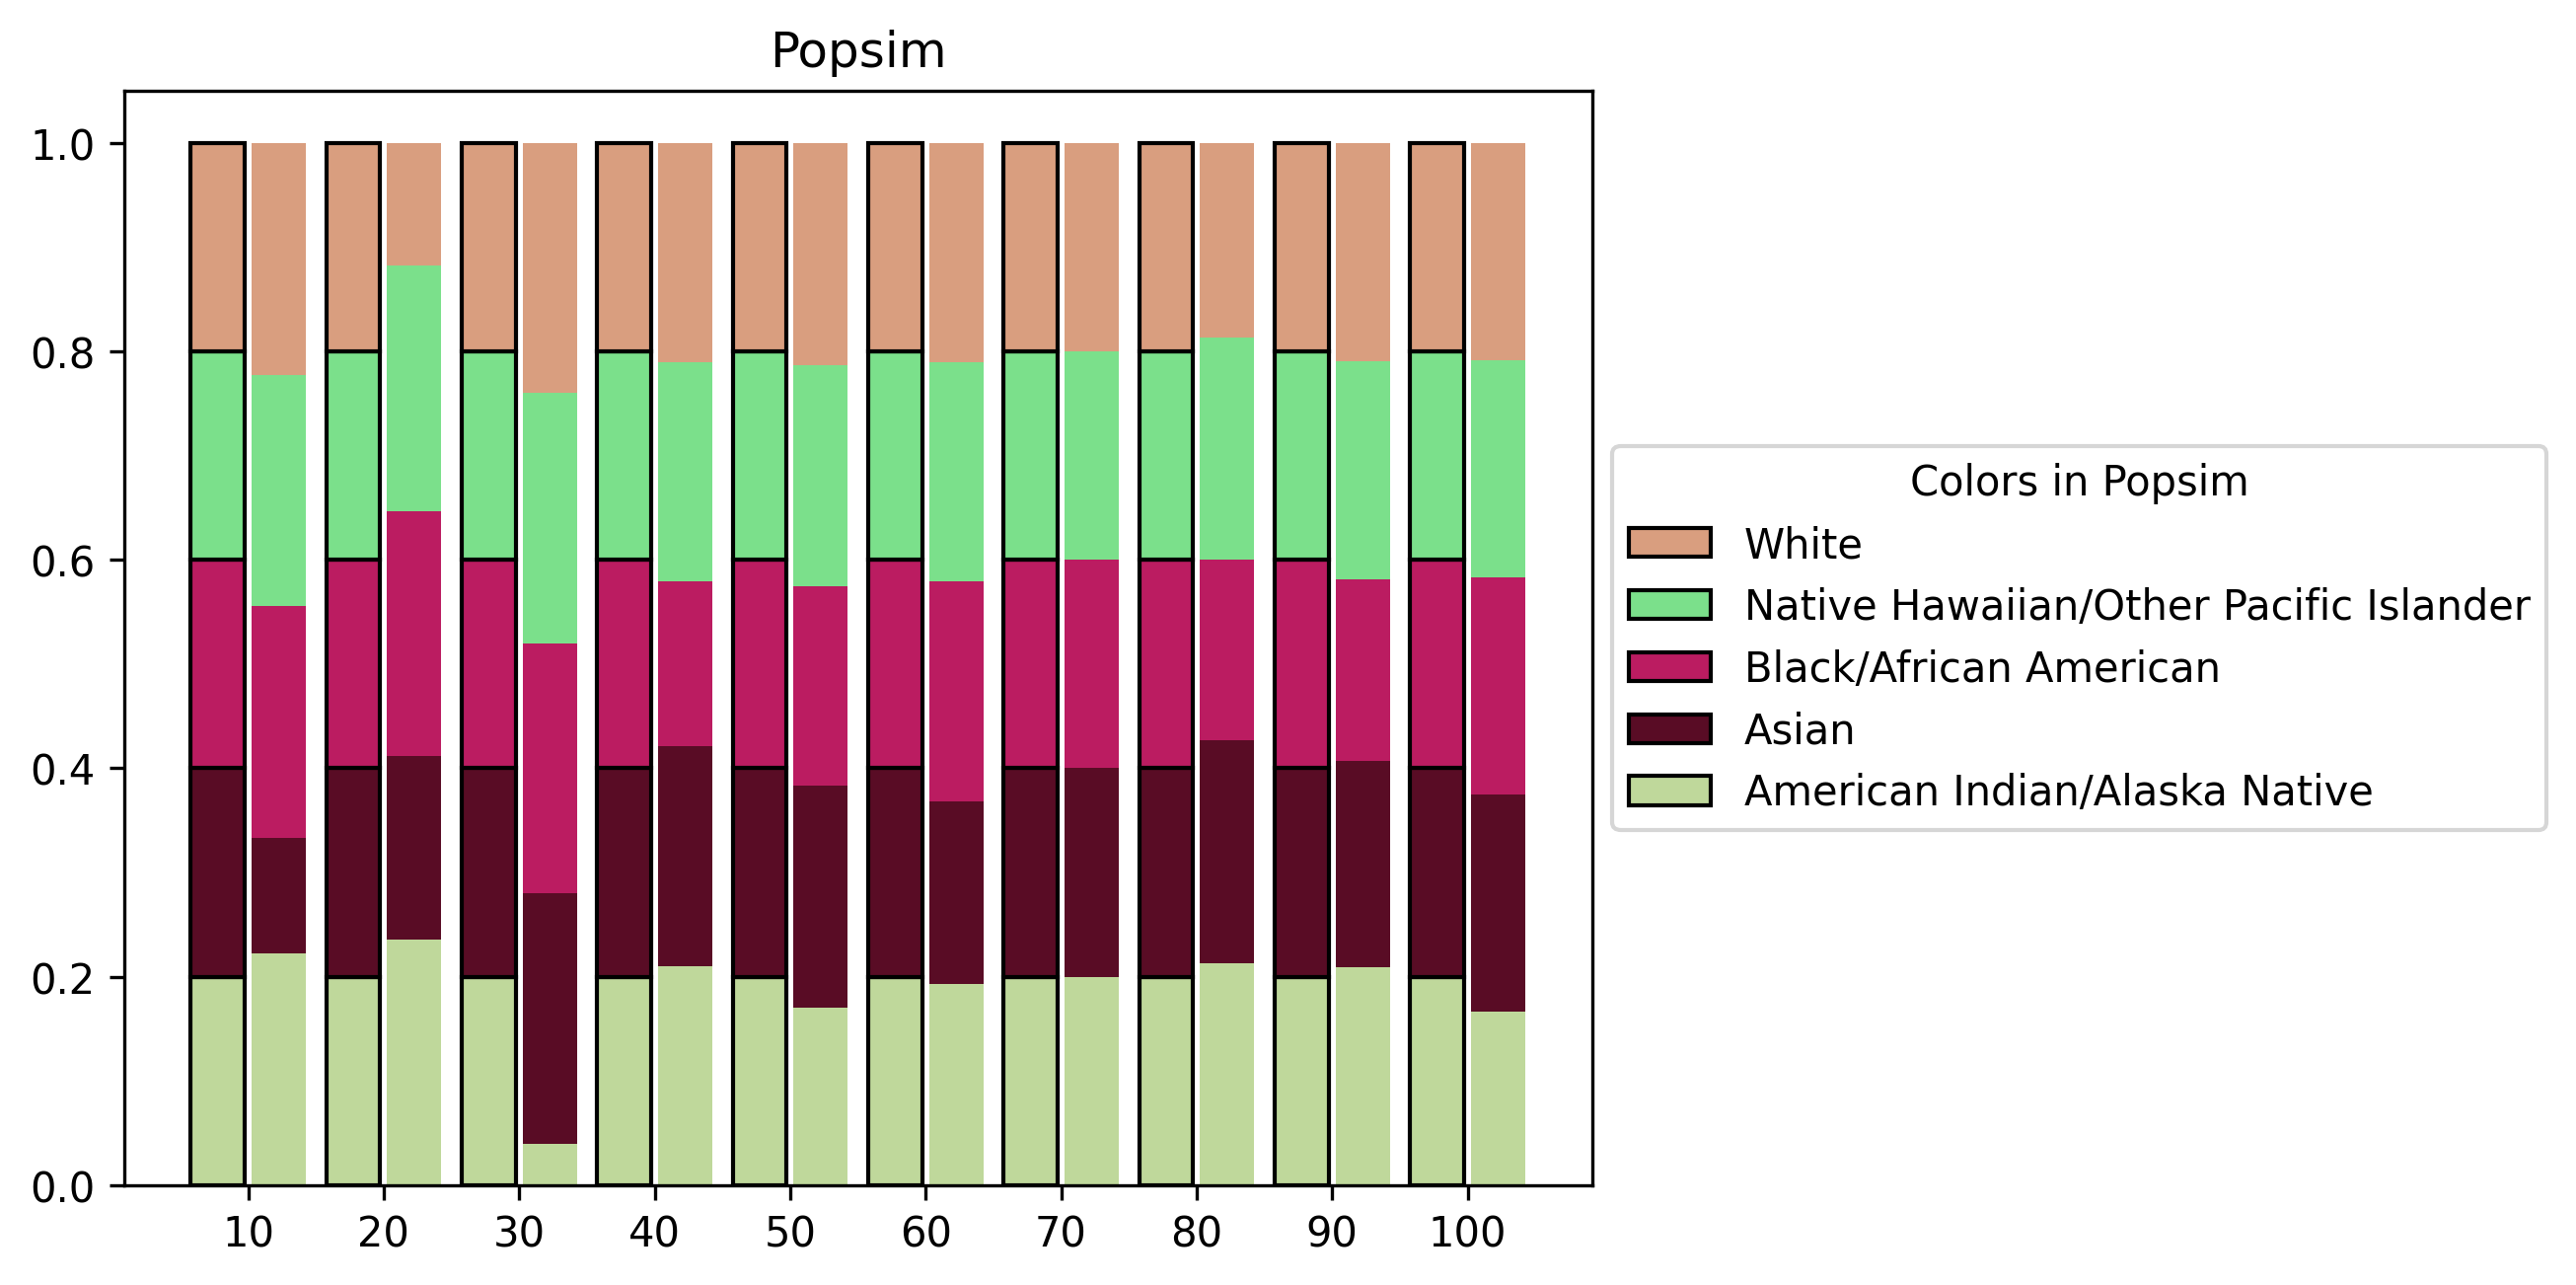 Popsim
1.0
0.8
0.6
0.4
0.2
0.0
10 20 30 40 50 60 70 80 90 100
Colors in Popsim
White
Native Hawaiian/Other Pacific Islander
Black/African American
Asian
American Indian/Alaska Native